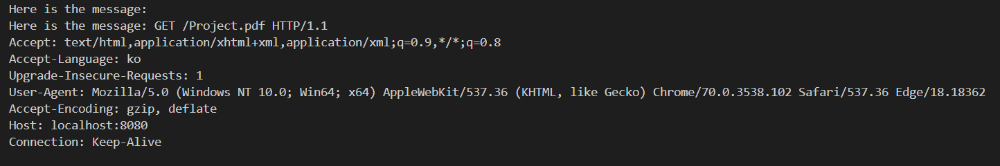 Here is the message:
Here is the message: GET /Project.pdf HTTP/1.1
Accept: text/html,application/xhtml+xml,application/xml;q=0.9,*/*;q=0.8
Accept-Language: ko
Upgrade-Insecure-Requests: 1
User-Agent: Mozilla/5.0 (Windows NT 10.0; Win64; x64) AppleWebKit/537.36 (KHTML, like Gecko) Chrome/70.0.3538.102 Safari/537.36 Edge/18.18362
Accept-Encoding: gzip, deflate
Host: localhost:8080
Connection: Keep-Alive